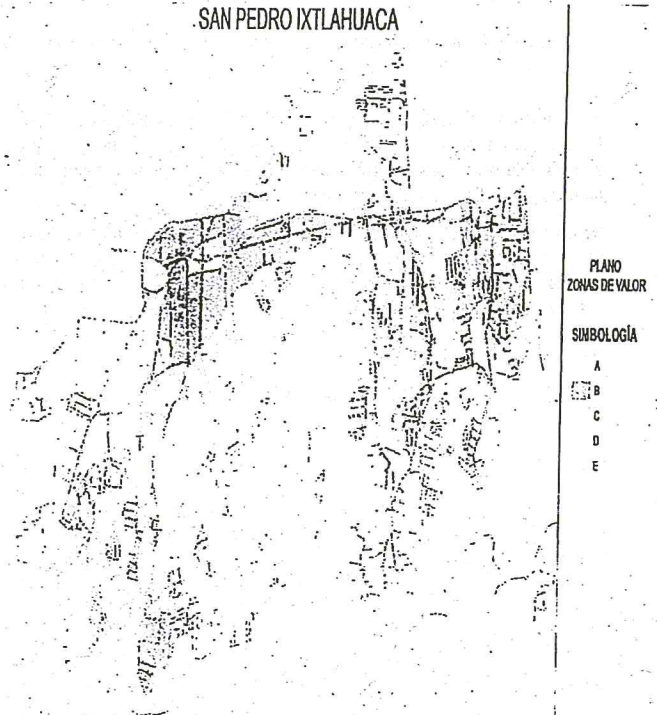 SAN PEDRO IXTLAHUACA
PLANO
ZONAS DE VALOR
SIMBOLOGÍA
A
B
C
D
E